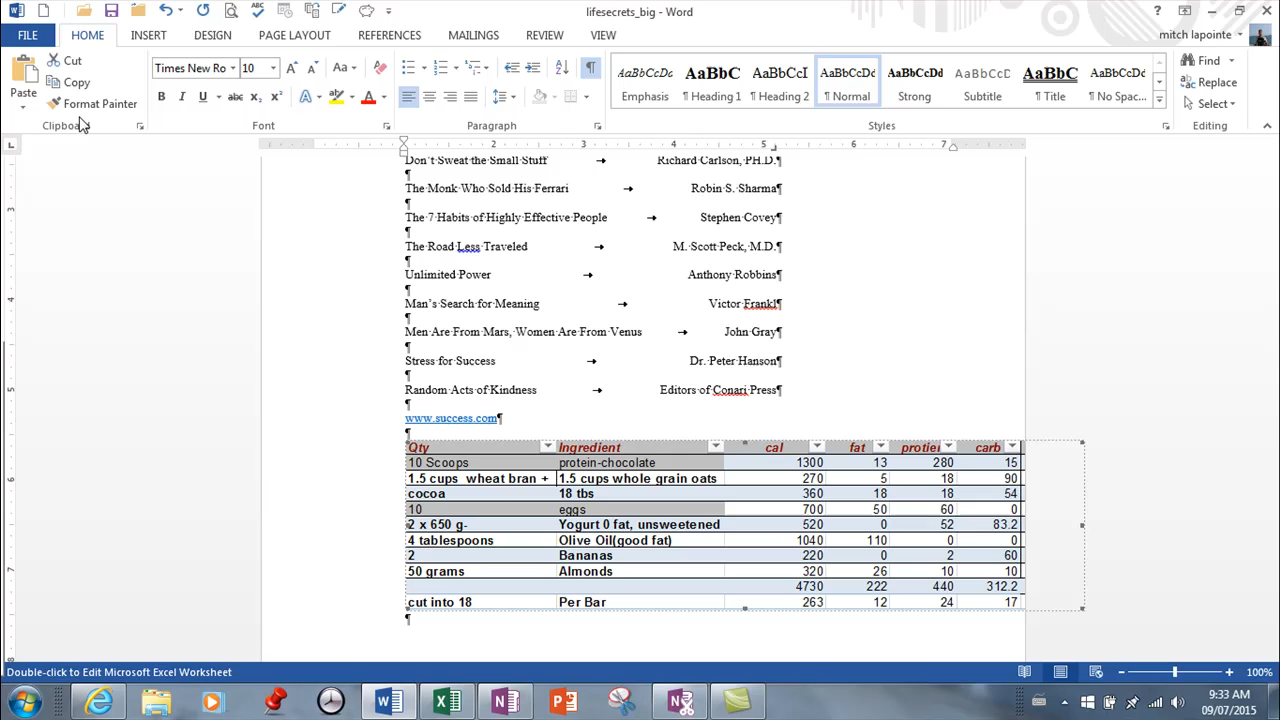 lifesecrets_big - Word
FILE HOME INSERT DESIGN PAGE LAYOUT REFERENCES MAILINGS REVIEW VIEW mitch lapointe
Paste
Cut
Copy
Format Painter
Clipboard
Times New Ro 10
Font
Paragraph
AaBbCcDc AaBbC AaBbCcI AaBbCcDd AaBbCcDd AaBbCcDd AaBbC AaBbCcDd
Emphasis ¶ Heading 1 ¶ Heading 2 ¶ Normal Strong Subtitle ¶ Title ¶ No Spac...
Styles
Find
Replace
Select
Editing
2 3 4 5 6 7
Don't Sweat the Small Stuff → Richard Carlson, PH.D.¶
¶
The Monk Who Sold His Ferrari → Robin S. Sharma¶
¶
The 7 Habits of Highly Effective People → Stephen Covey¶
¶
The Road Less Traveled → M. Scott Peck, M.D.¶
¶
Unlimited Power → Anthony Robbins¶
¶
Man's Search for Meaning → Victor Frankl¶
¶
Men Are From Mars, Women Are From Venus → John Gray¶
¶
Stress for Success → Dr. Peter Hanson¶
¶
Random Acts of Kindness → Editors of Conari Press¶
¶
www.success.com¶
¶
Qty Ingredient cal fat protien carb
10 Scoops protein-chocolate 1300 13 280 15
1.5 cups wheat bran + 1.5 cups whole grain oats 270 5 18 90
cocoa 18 tbs 360 18 18 54
10 eggs 700 50 60 0
2 x 650 g- Yogurt 0 fat, unsweetened 520 0 52 83.2
4 tablespoons Olive Oil(good fat) 1040 110 0 0
2 Bananas 220 0 2 60
50 grams Almonds 320 26 10 10
4730 222 440 312.2
cut into 18 Per Bar 263 12 24 17
¶
Double-click to Edit Microsoft Excel Worksheet 100%
9:33 AM
09/07/2015